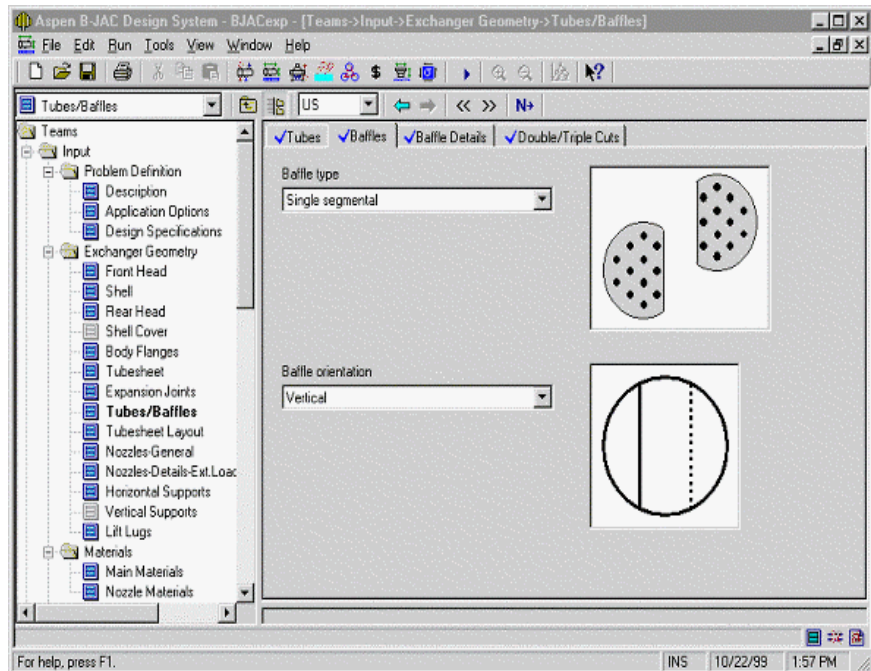 Aspen B-JAC Design System - BJACexp - [Teams->Input->Exchanger Geometry->Tubes/Baffles]
File Edit Run Tools View Window Help
Tubes/Baffles
US
N→
Teams
Input
Problem Definition
Description
Application Options
Design Specifications
Exchanger Geometry
Front Head
Shell
Rear Head
Shell Cover
Body Flanges
Tubesheet
Expansion Joints
Tubes/Baffles
Tubesheet Layout
Nozzles-General
Nozzles-Details-Ext.Loac
Horizontal Supports
Vertical Supports
Lift Lugs
Materials
Main Materials
Nozzle Materials
Tubes Baffles Baffle Details Double/Triple Cuts
Baffle type
Single segmental
Baffle orientation
Vertical
For help, press F1.
INS 10/22/99 1:57 PM